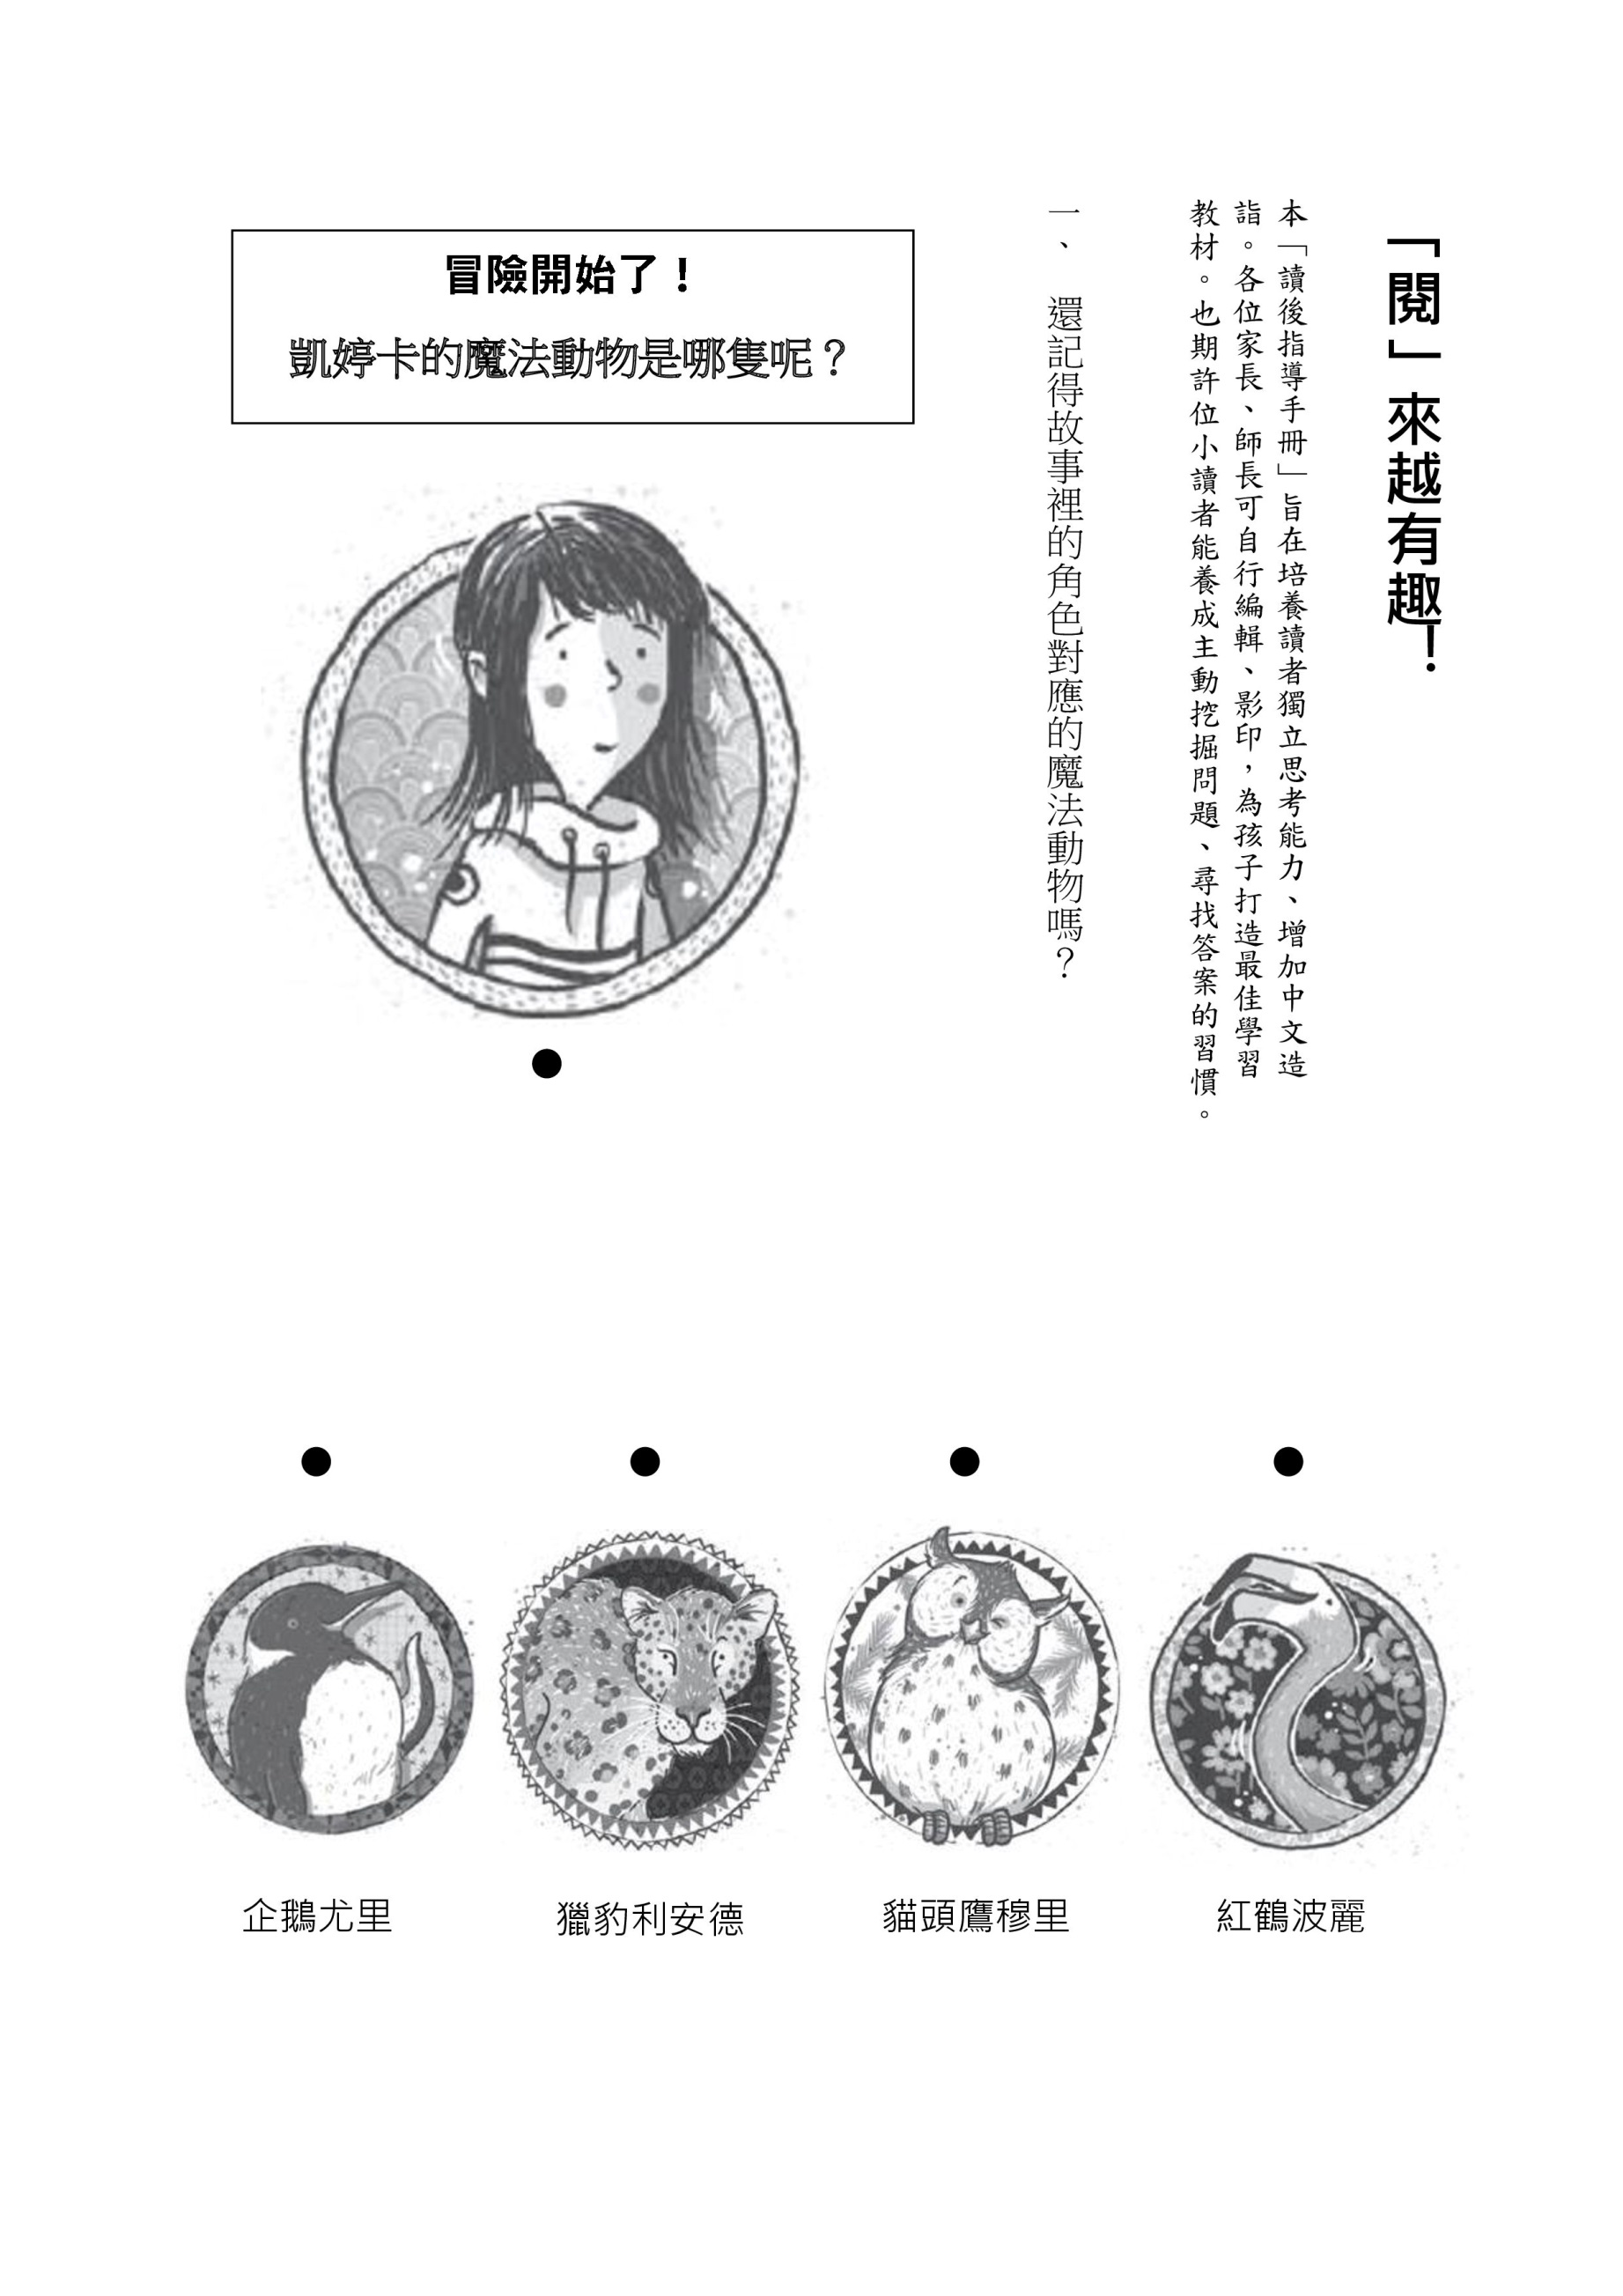 「閱」來越有趣！
本「讀後指導手冊」旨在培養讀者獨立思考能力、增加中文造
詣。各位家長、師長可自行編輯、影印，為孩子打造最佳學習
教材。也期許位小讀者能養成主動挖掘問題、尋找答案的習慣。
一、 還記得故事裡的角色對應的魔法動物嗎？
冒險開始了！
凱婷卡的魔法動物是哪隻呢？
企鵝尤里
獵豹利安德
貓頭鷹穆里
紅鶴波麗